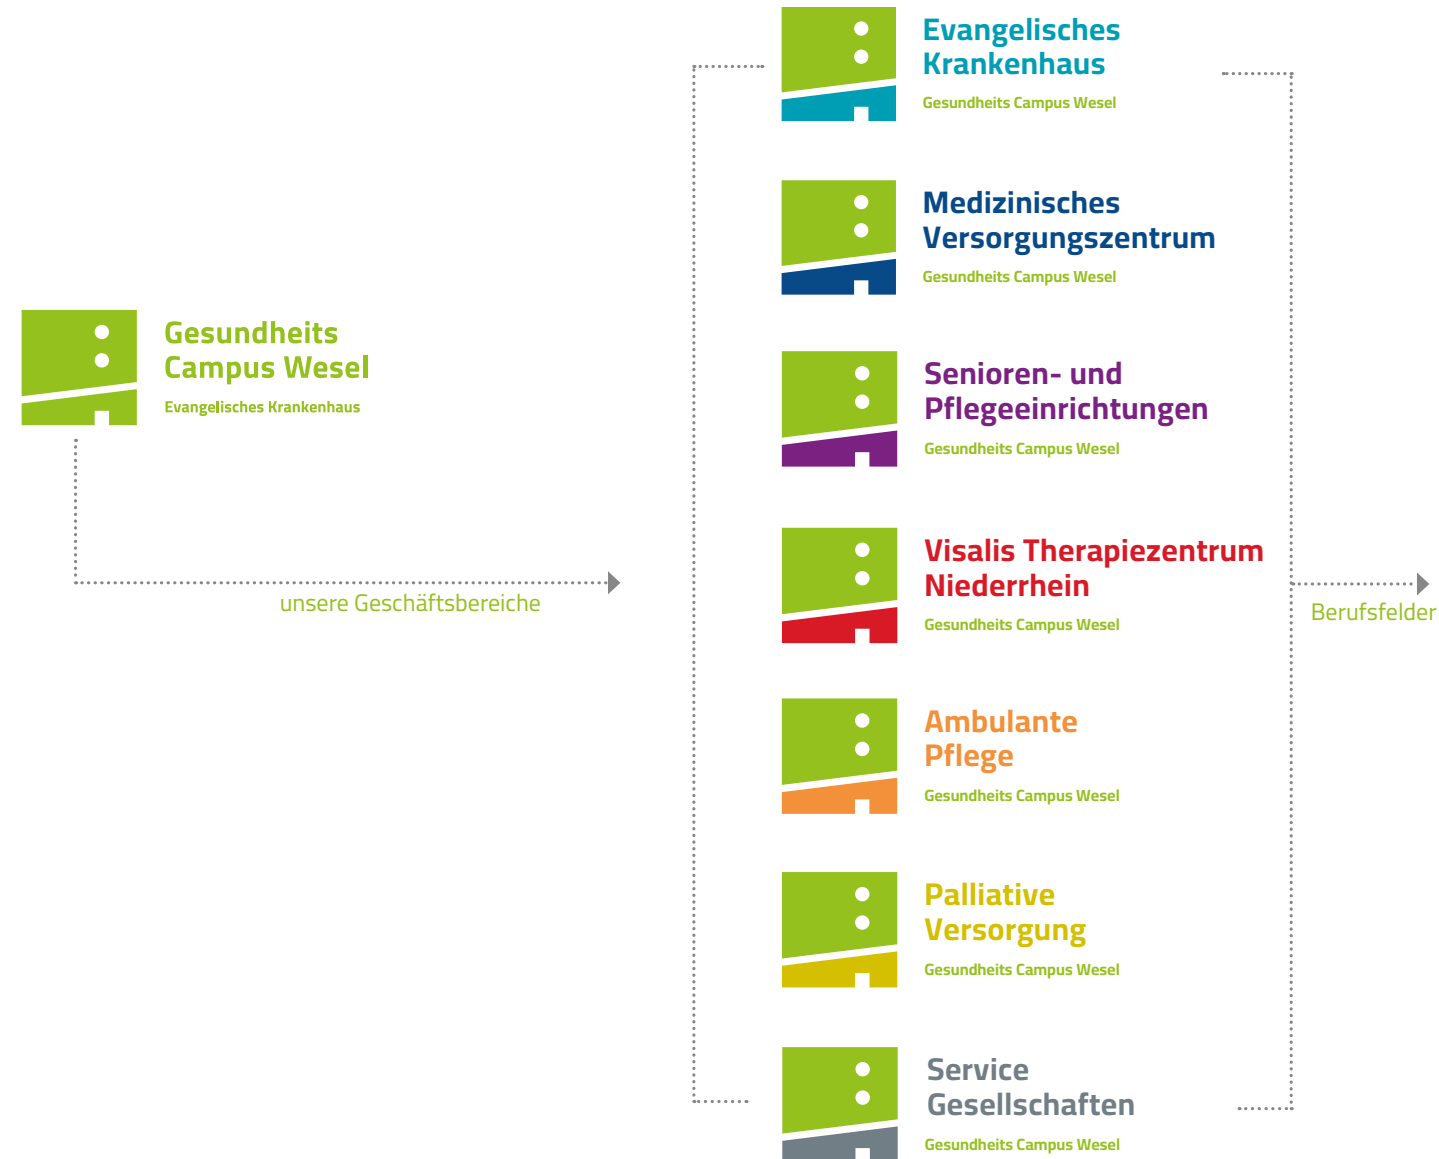 Gesundheits
Campus Wesel
Evangelisches Krankenhaus
unsere Geschäftsbereiche
Evangelisches
Krankenhaus
Gesundheits Campus Wesel
Medizinisches
Versorgungszentrum
Gesundheits Campus Wesel
Senioren- und
Pflegeeinrichtungen
Gesundheits Campus Wesel
Visalis Therapiezentrum
Niederrhein
Gesundheits Campus Wesel
Ambulante
Pflege
Gesundheits Campus Wesel
Palliative
Versorgung
Gesundheits Campus Wesel
Service
Gesellschaften
Gesundheits Campus Wesel
Berufsfelder